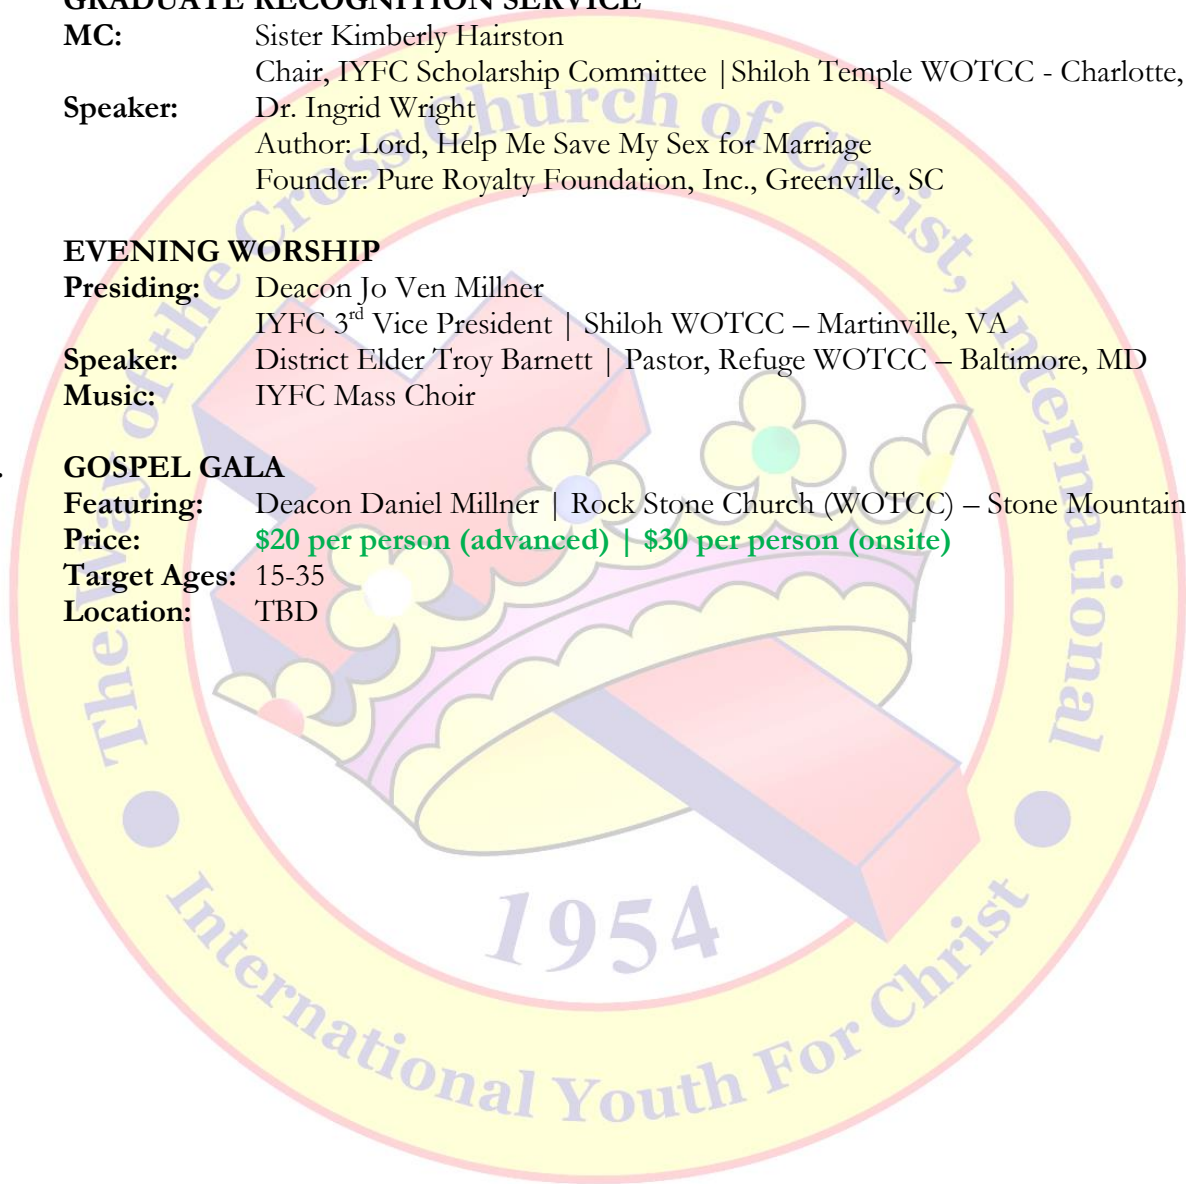 GRADUATE RECOGNITION SERVICE
MC: Sister Kimberly Hairston
Chair, IYFC Scholarship Committee |Shiloh Temple WOTCC - Charlotte,
Speaker: Dr. Ingrid Wright
Author: Lord, Help Me Save My Sex for Marriage
Founder: Pure Royalty Foundation, Inc., Greenville, SC
EVENING WORSHIP
Presiding: Deacon Jo Ven Millner
IYFC 3rd Vice President | Shiloh WOTCC – Martinville, VA
Speaker: District Elder Troy Barnett | Pastor, Refuge WOTCC – Baltimore, MD
Music: IYFC Mass Choir
. GOSPEL GALA
Featuring: Deacon Daniel Millner | Rock Stone Church (WOTCC) – Stone Mountain
Price: $20 per person (advanced) | $30 per person (onsite)
Target Ages: 15-35
Location: TBD
The Way of the Cross Church of Christ, International
1954
International Youth For Christ